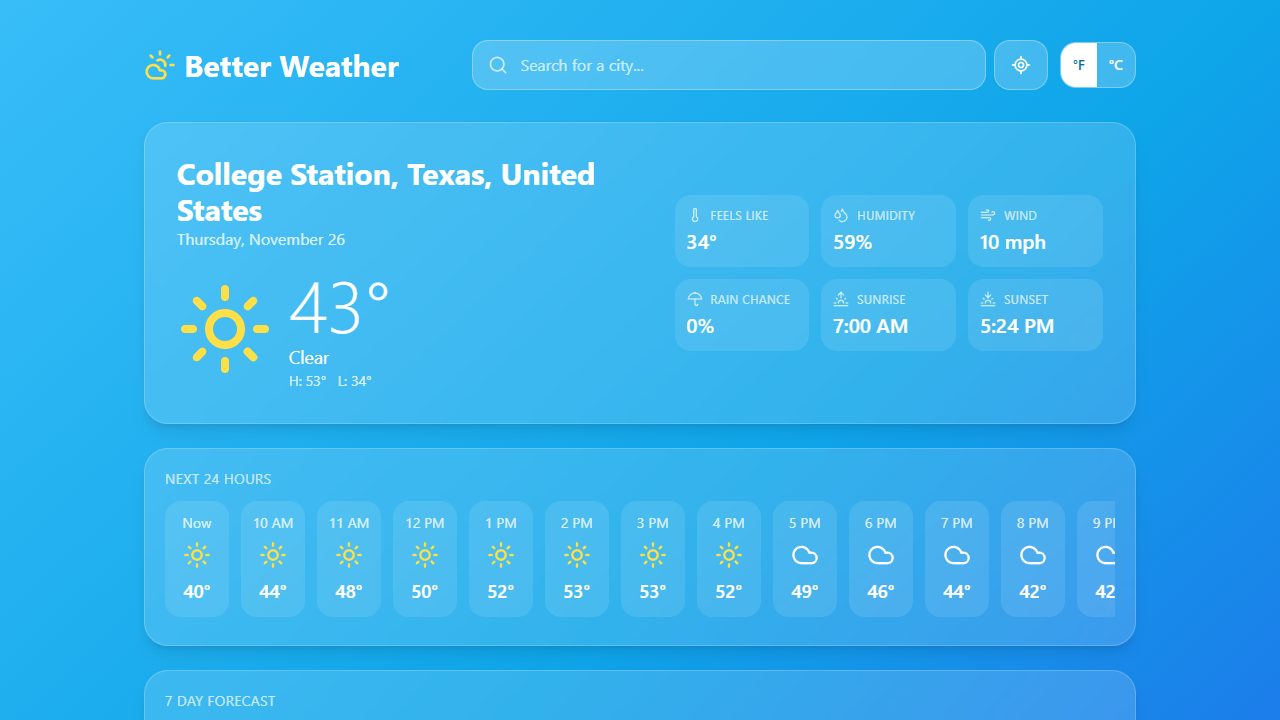 Better Weather
Search for a city...
°F
°C
College Station, Texas, United
States
Thursday, November 26
43°
Clear
H: 53° L: 34°
FEELS LIKE
34°
HUMIDITY
59%
WIND
10 mph
RAIN CHANCE
0%
SUNRISE
7:00 AM
SUNSET
5:24 PM
NEXT 24 HOURS
Now
40°
10 AM
44°
11 AM
48°
12 PM
50°
1 PM
52°
2 PM
53°
3 PM
53°
4 PM
52°
5 PM
49°
6 PM
46°
7 PM
44°
8 PM
42°
9 
42
7 DAY FORECAST